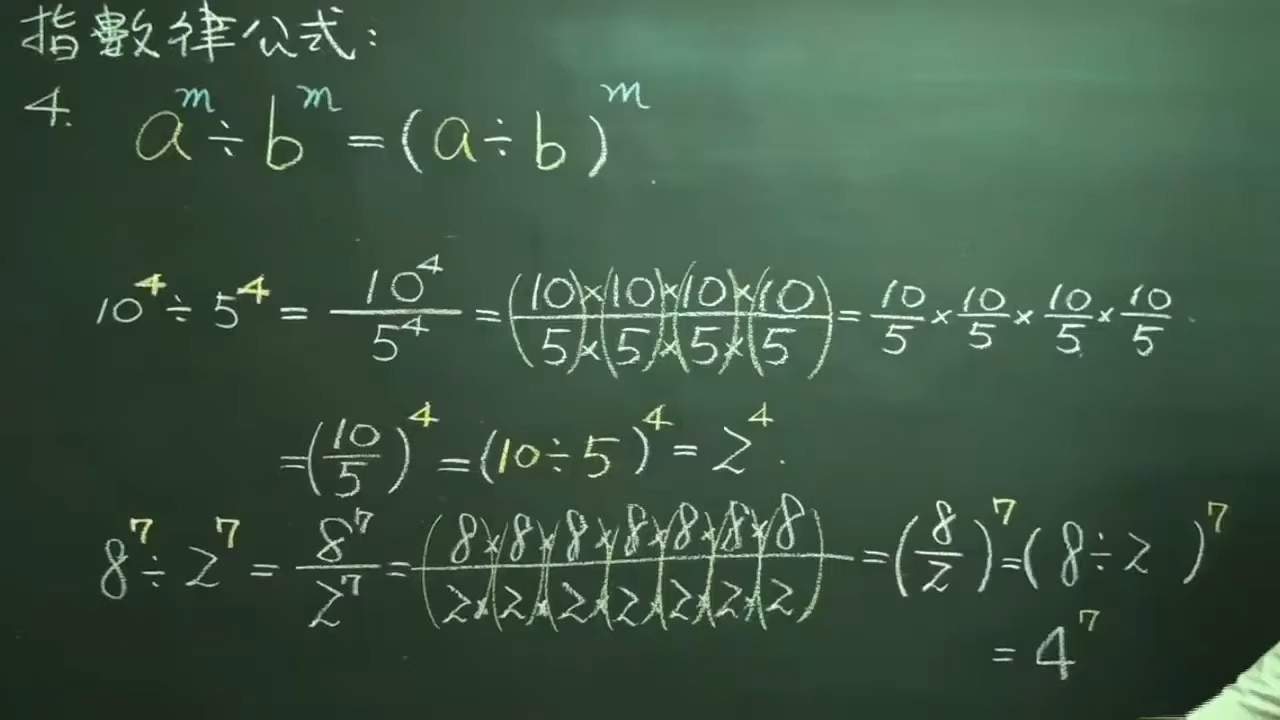 指數律公式:
4. a^m ÷ b^m = (a ÷ b)^m
10^4 ÷ 5^4 = 10^4/5^4 = (10×10×10×10)/(5×5×5×5) = 10/5 × 10/5 × 10/5 × 10/5
= (10/5)^4 = (10÷5)^4 = 2^4.
8^7 ÷ 2^7 = 8^7/2^7 = (8×8×8×8×8×8×8)/(2×2×2×2×2×2×2) = (8/2)^7 = (8÷2)^7
= 4^7